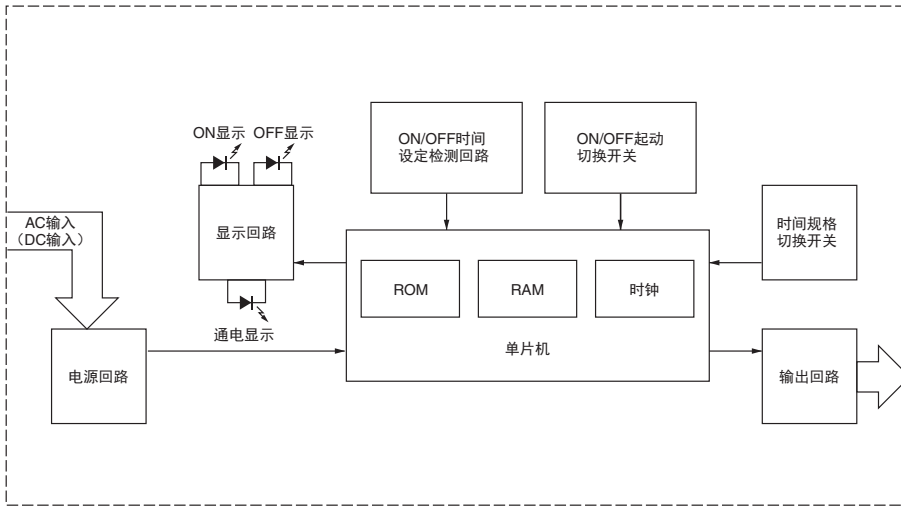 ON显示 OFF显示
ON/OFF时间
设定检测回路
ON/OFF起动
切换开关
AC输入
（DC输入）
显示回路
时间规格
切换开关
ROM
RAM
时钟
通电显示
单片机
电源回路
输出回路